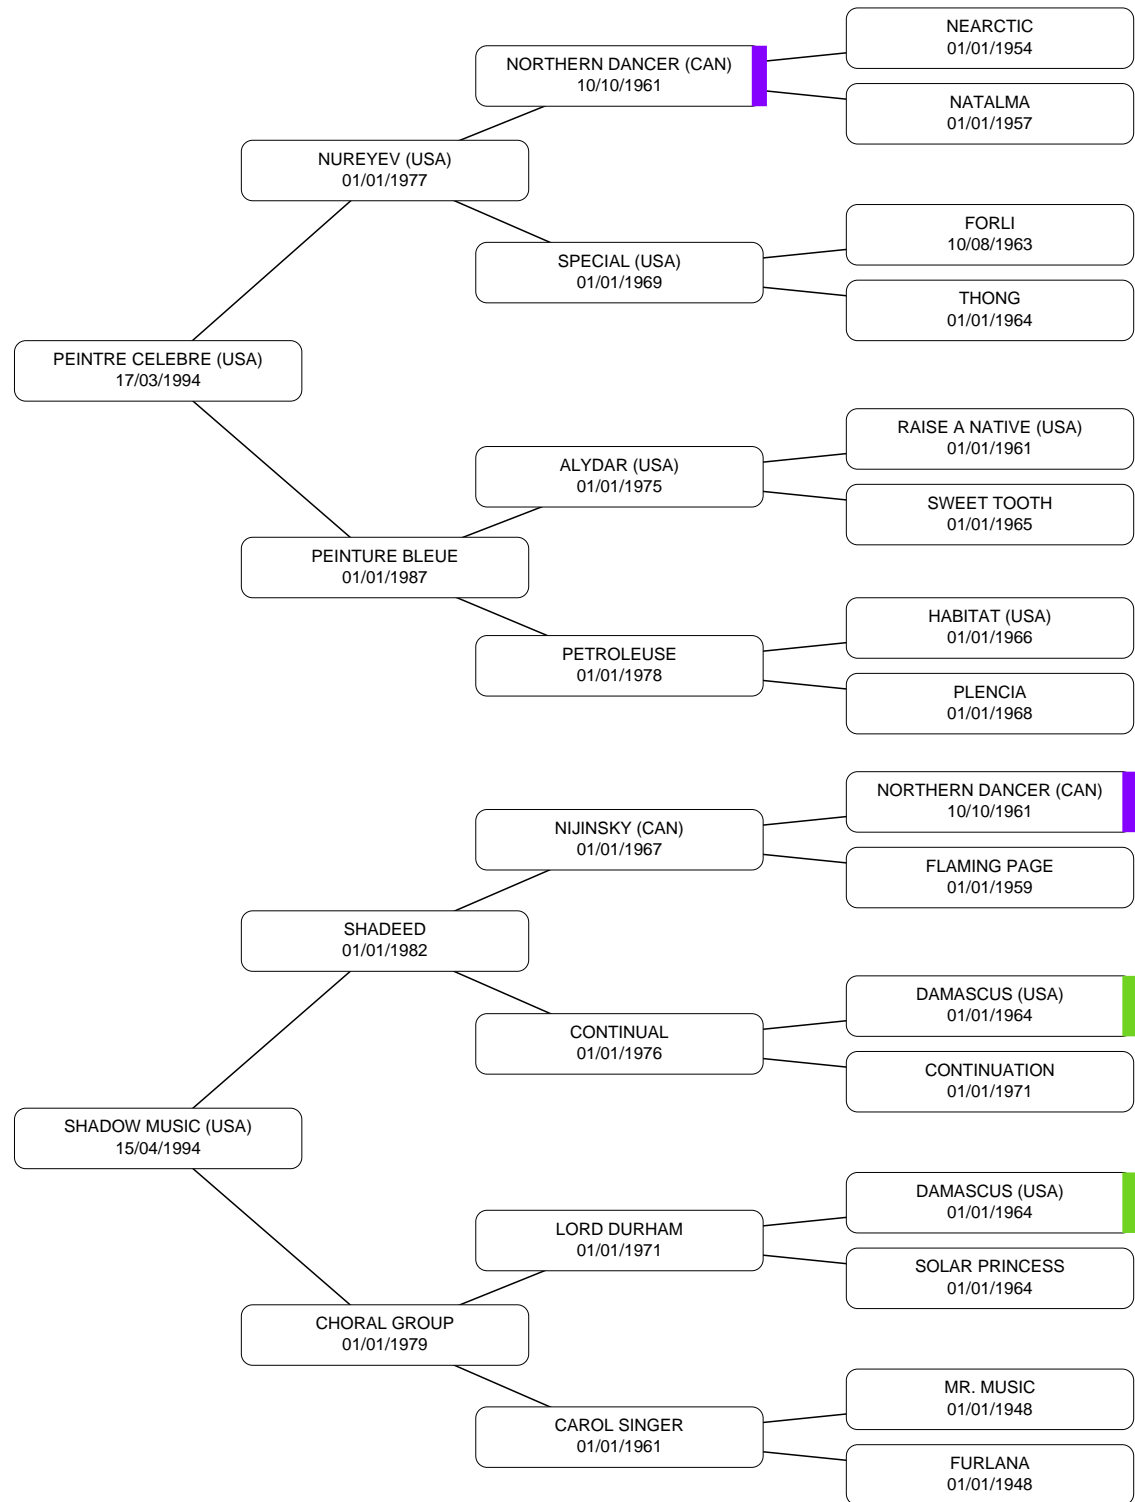 NEARCTIC
01/01/1954
NORTHERN DANCER (CAN)
10/10/1961
NATALMA
01/01/1957
NUREYEV (USA)
01/01/1977
FORLI
10/08/1963
SPECIAL (USA)
01/01/1969
THONG
01/01/1964
PEINTRE CELEBRE (USA)
17/03/1994
RAISE A NATIVE (USA)
01/01/1961
ALYDAR (USA)
01/01/1975
SWEET TOOTH
01/01/1965
PEINTURE BLEUE
01/01/1987
HABITAT (USA)
01/01/1966
PETROLEUSE
01/01/1978
PLENCIA
01/01/1968
NORTHERN DANCER (CAN)
10/10/1961
NIJINSKY (CAN)
01/01/1967
FLAMING PAGE
01/01/1959
SHADEED
01/01/1982
DAMASCUS (USA)
01/01/1964
CONTINUAL
01/01/1976
CONTINUATION
01/01/1971
SHADOW MUSIC (USA)
15/04/1994
DAMASCUS (USA)
01/01/1964
LORD DURHAM
01/01/1971
SOLAR PRINCESS
01/01/1964
CHORAL GROUP
01/01/1979
MR. MUSIC
01/01/1948
CAROL SINGER
01/01/1961
FURLANA
01/01/1948